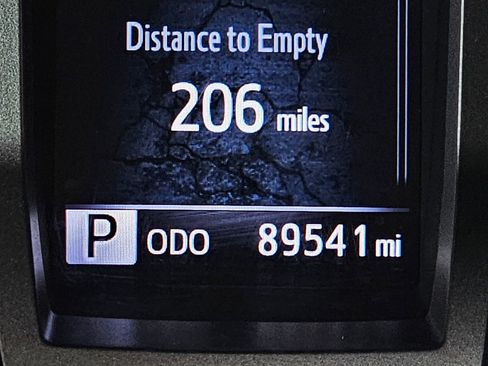 Distance to Empty
206 miles
P ODO 89541 mi